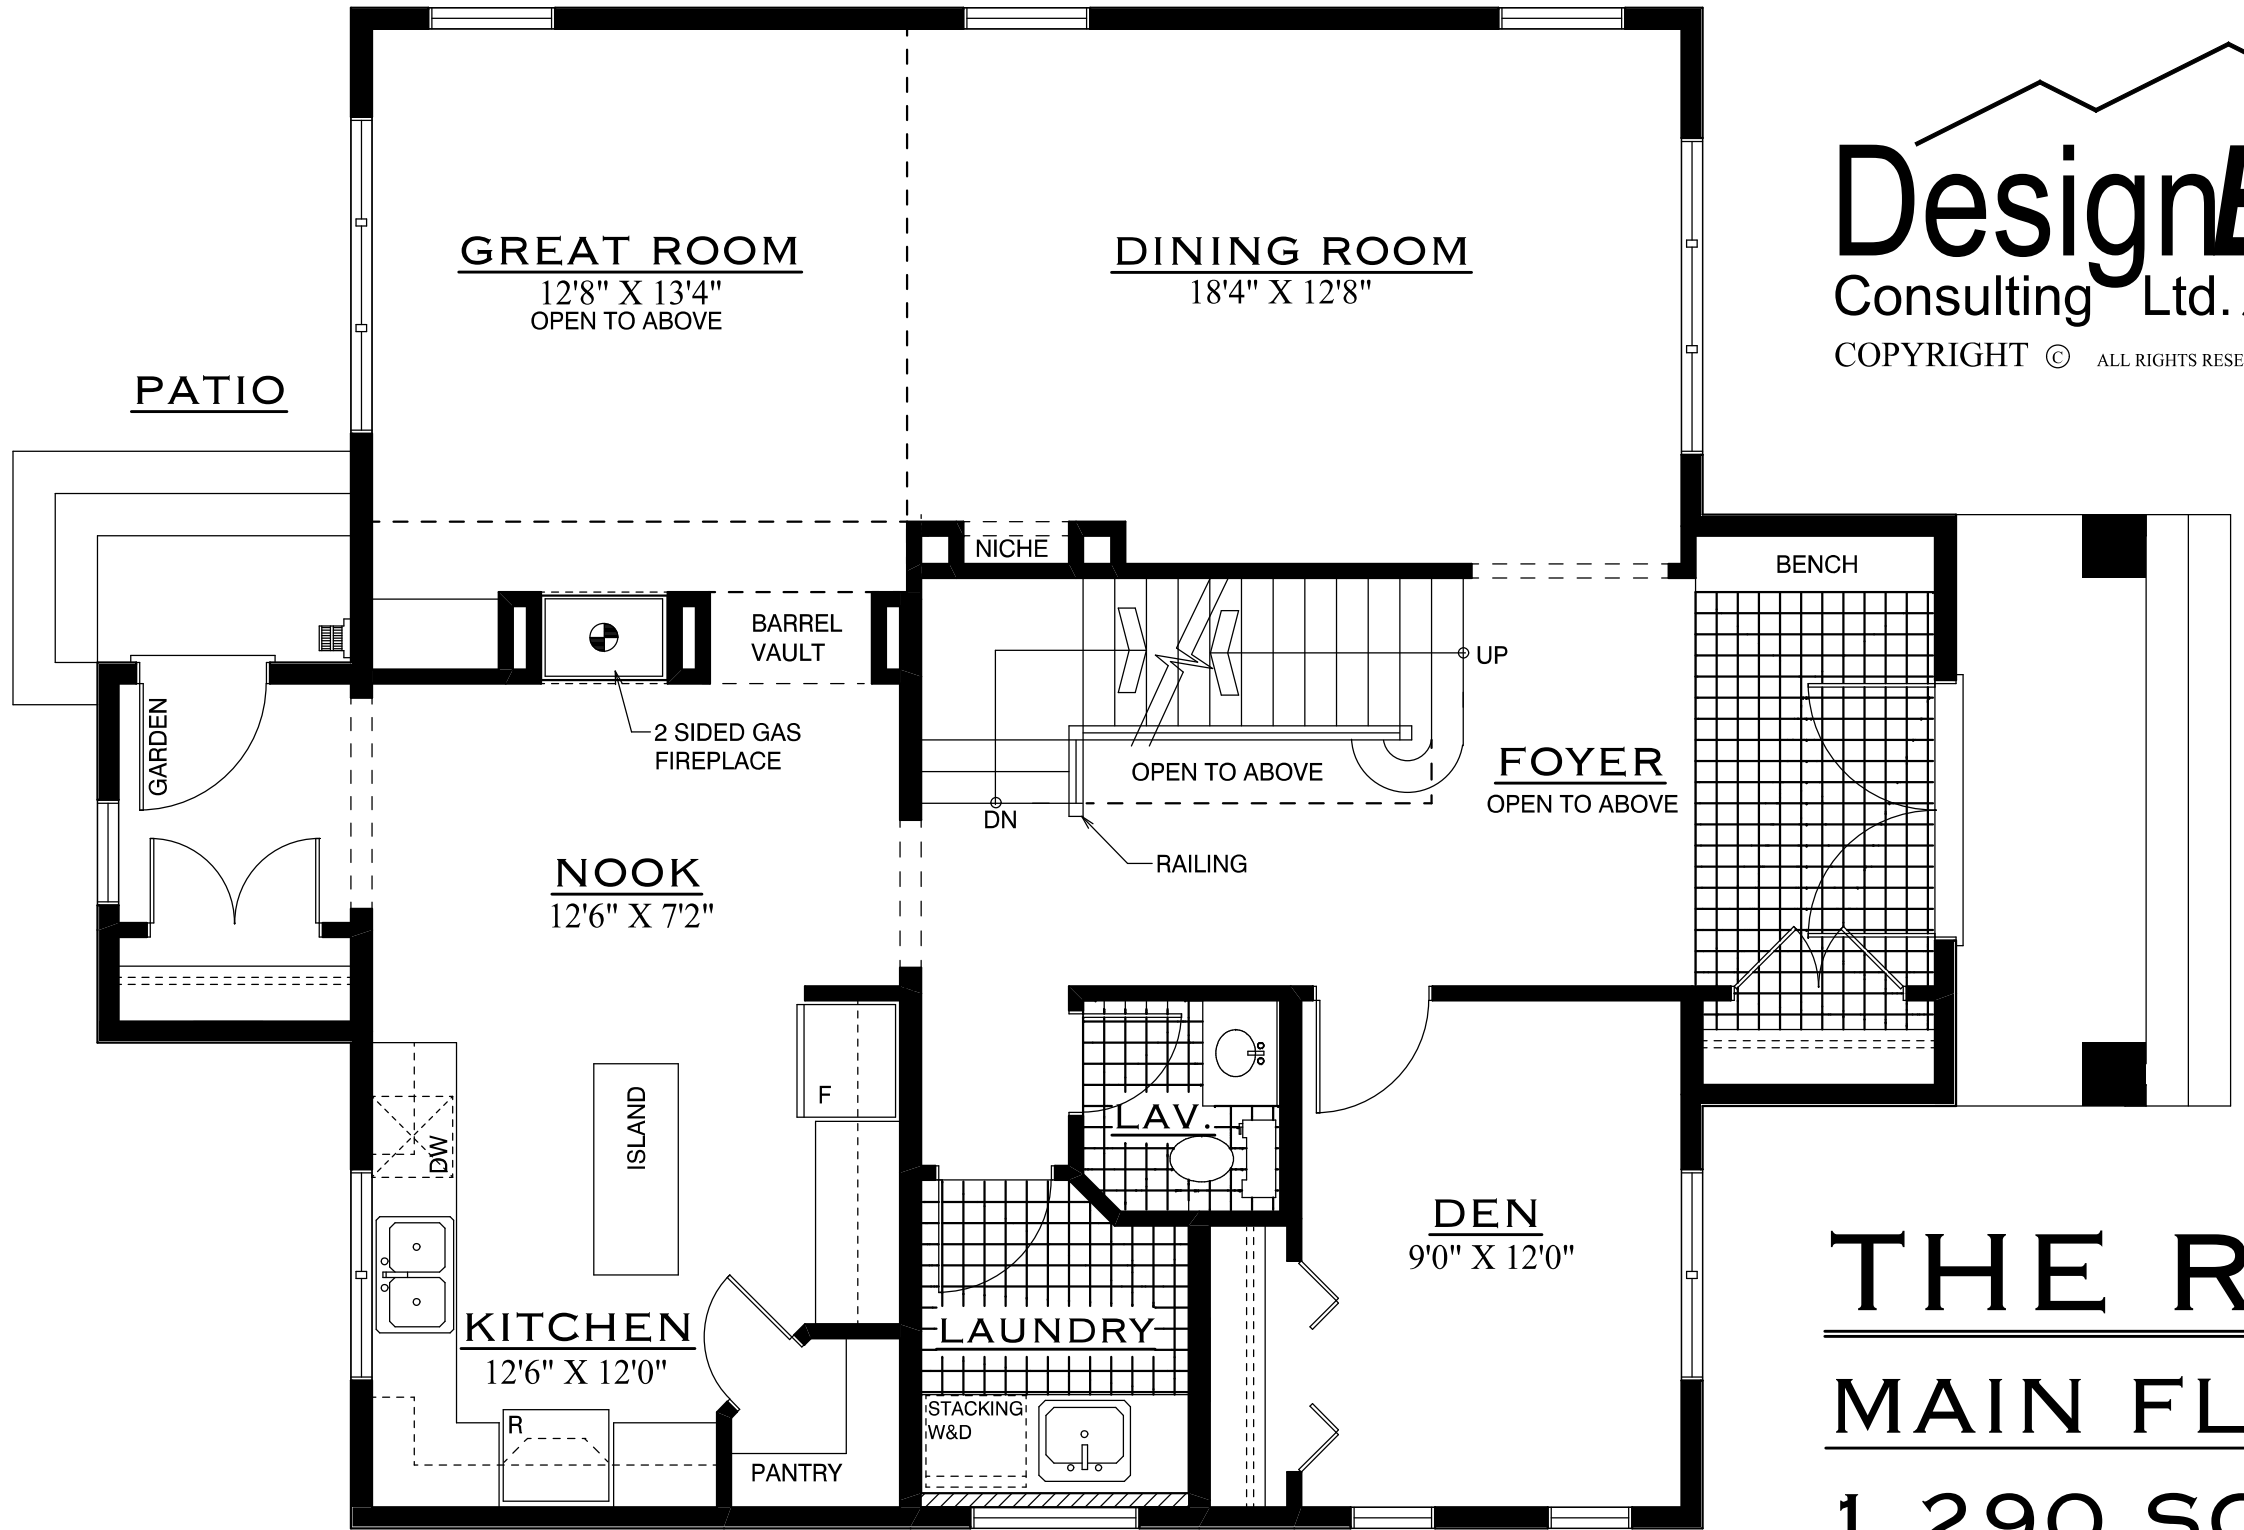 GREAT ROOM
12'8" X 13'4"
OPEN TO ABOVE
DINING ROOM
18'4" X 12'8"
Design
Consulting Ltd.
COPYRIGHT © ALL RIGHTS RESE
PATIO
NICHE
BENCH
BARREL
VAULT
UP
GARDEN
2 SIDED GAS
FIREPLACE
OPEN TO ABOVE
FOYER
OPEN TO ABOVE
DN
RAILING
NOOK
12'6" X 7'2"
F
ISLAND
DW
LAV.
DEN
9'0" X 12'0"
KITCHEN
12'6" X 12'0"
LAUNDRY
STACKING
W&D
R
PANTRY
THE R
MAIN FL
1 290 SQ